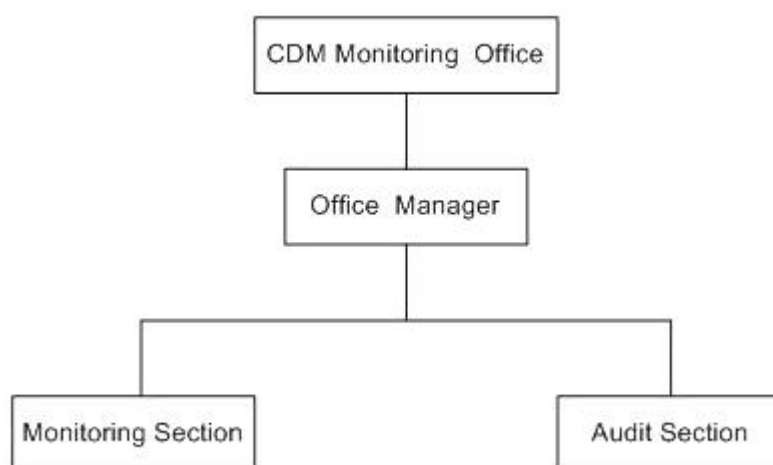 CDM Monitoring Office
Office Manager
Monitoring Section
Audit Section